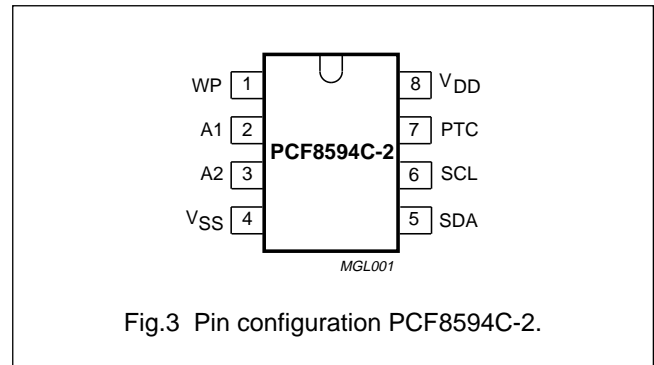 WP 1 8 VDD
A1 2 7 PTC
PCF8594C-2
A2 3 6 SCL
VSS 4 5 SDA
MGL001
Fig.3 Pin configuration PCF8594C-2.